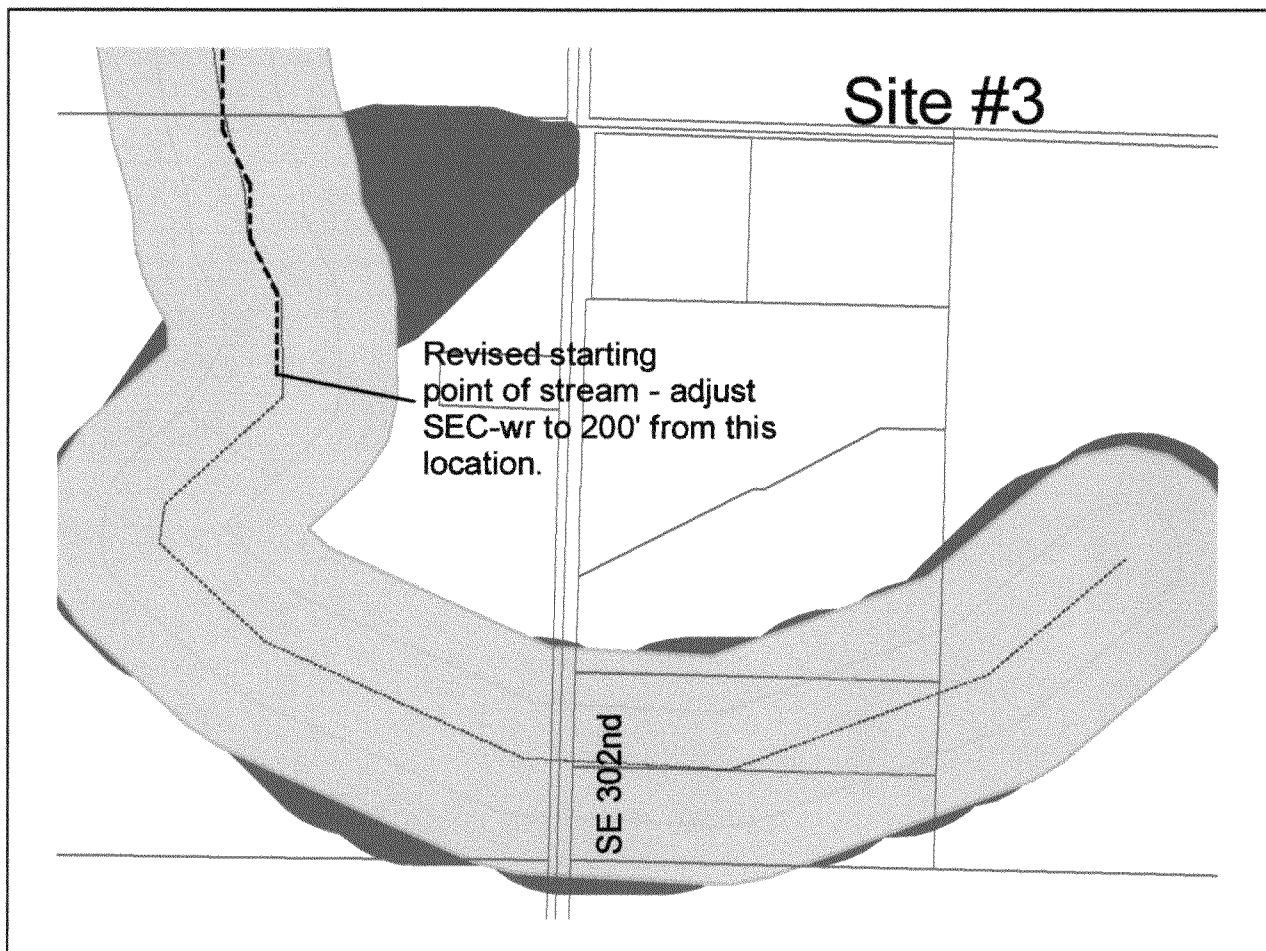 Site #3
Revised starting
point of stream - adjust
SEC-wr to 200' from this
location.
SE 302nd